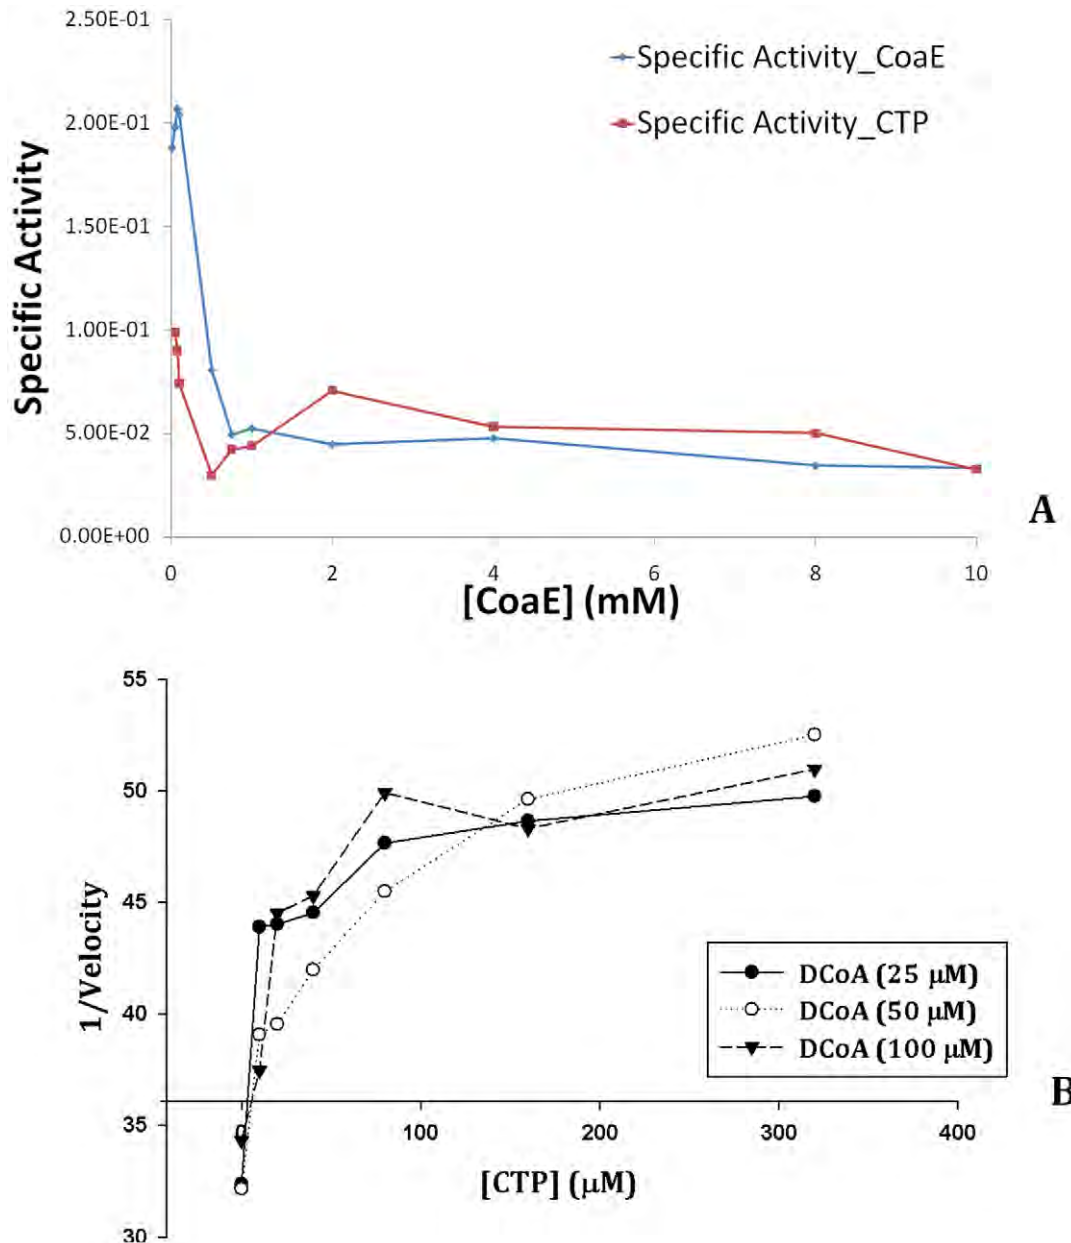 2.50E-01
Specific Activity_CoaE
2.00E-01
Specific Activity_CTP
1.50E-01
Specific Activity
1.00E-01
5.00E-02
0.00E+00
A
0 2 4 6 8 10
[CoaE] (mM)
55
50
45
1/Velocity
DCoA (25 μM)
DCoA (50 μM)
DCoA (100 μM)
40
B
35
0 100 200 300 400
[CTP] (μM)
30